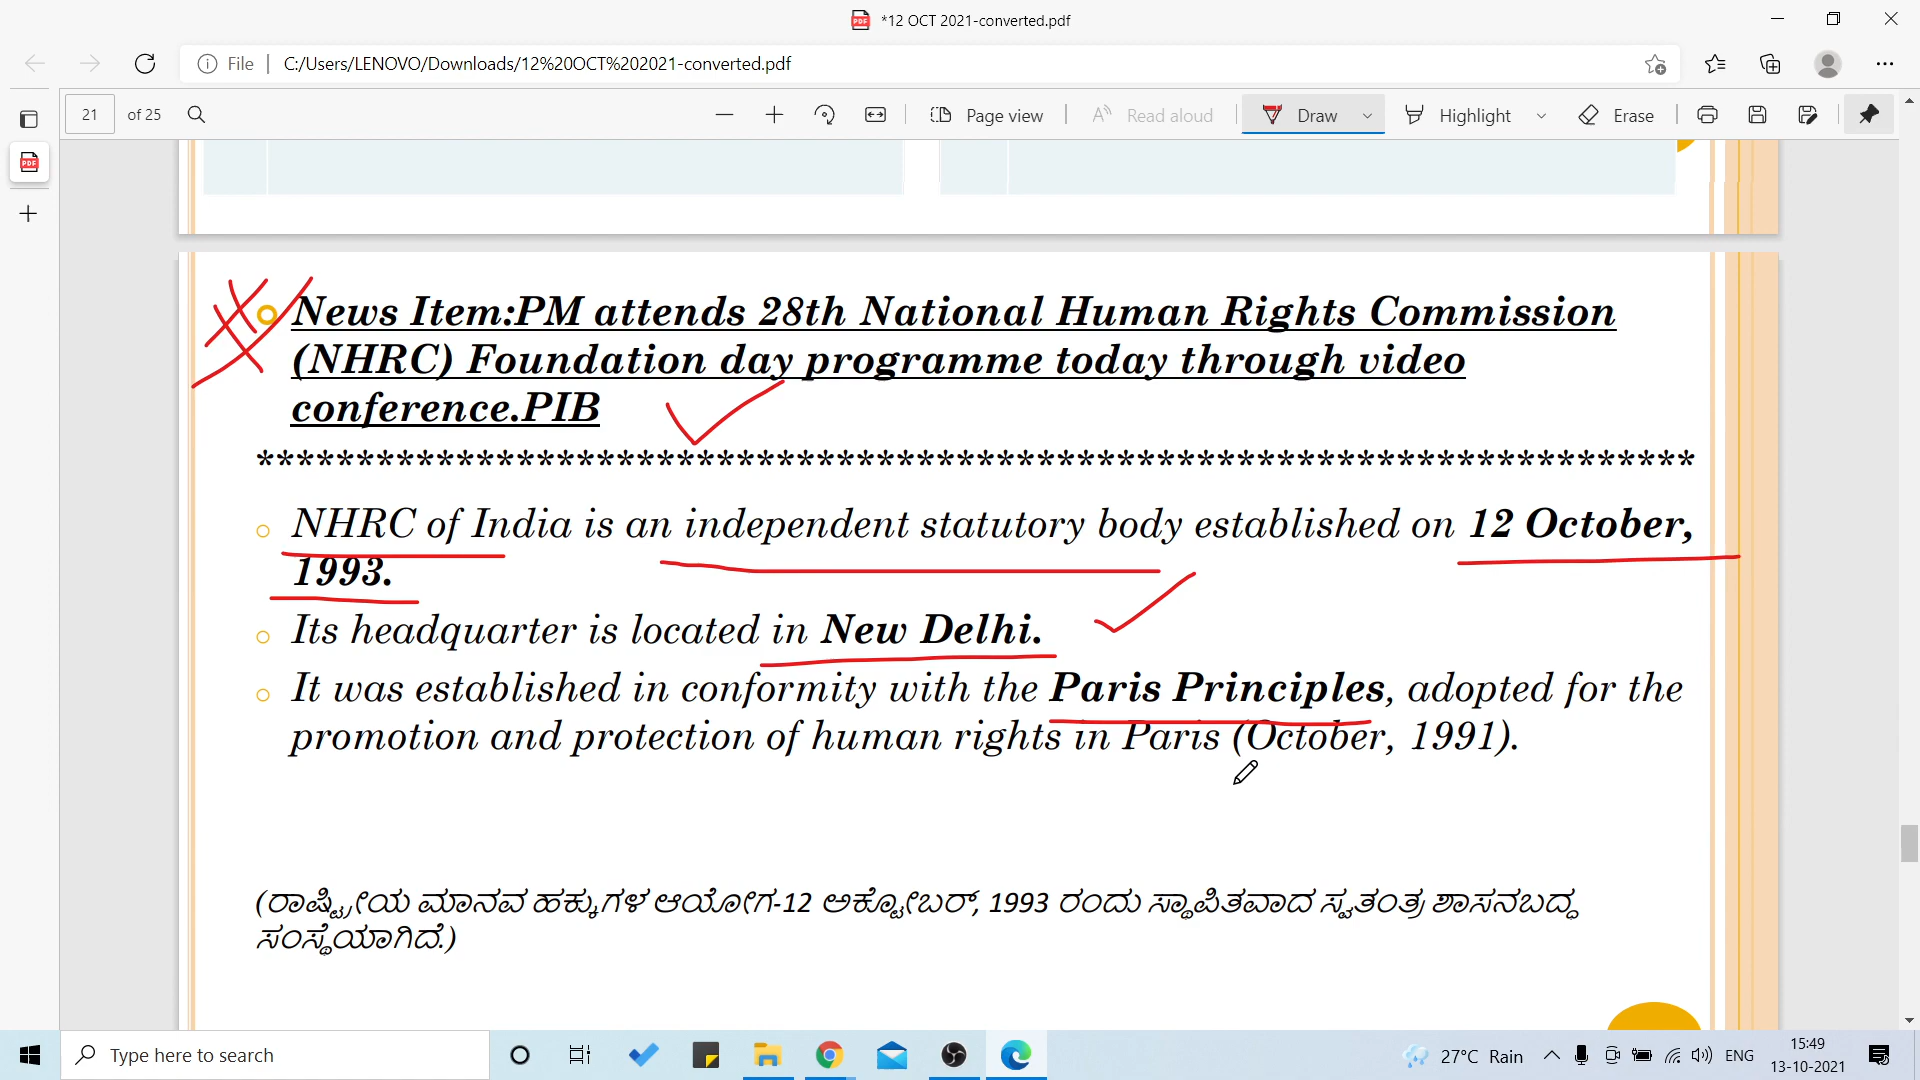 *12 OCT 2021-converted.pdf
File
C:/Users/LENOVO/Downloads/12%20OCT%202021-converted.pdf
21 of 25
Page view
Read aloud
Draw
Highlight
Erase
News Item:PM attends 28th National Human Rights Commission
(NHRC) Foundation day programme today through video
conference.PIB
************************************************************************
NHRC of India is an independent statutory body established on 12 October,
1993.
Its headquarter is located in New Delhi.
It was established in conformity with the Paris Principles, adopted for the
promotion and protection of human rights in Paris (October, 1991).
(ರಾಷ್ಟ್ರೀಯ ಮಾನವ ಹಕ್ಕುಗಳ ಆಯೋಗ-12 ಅಕ್ಟೋಬರ್, 1993 ರಂದು ಸ್ಥಾಪಿತವಾದ ಸ್ವತಂತ್ರ ಶಾಸನಬದ್ಧ
ಸಂಸ್ಥೆಯಾಗಿದೆ.)
Type here to search
27°C Rain
ENG
15:49
13-10-2021